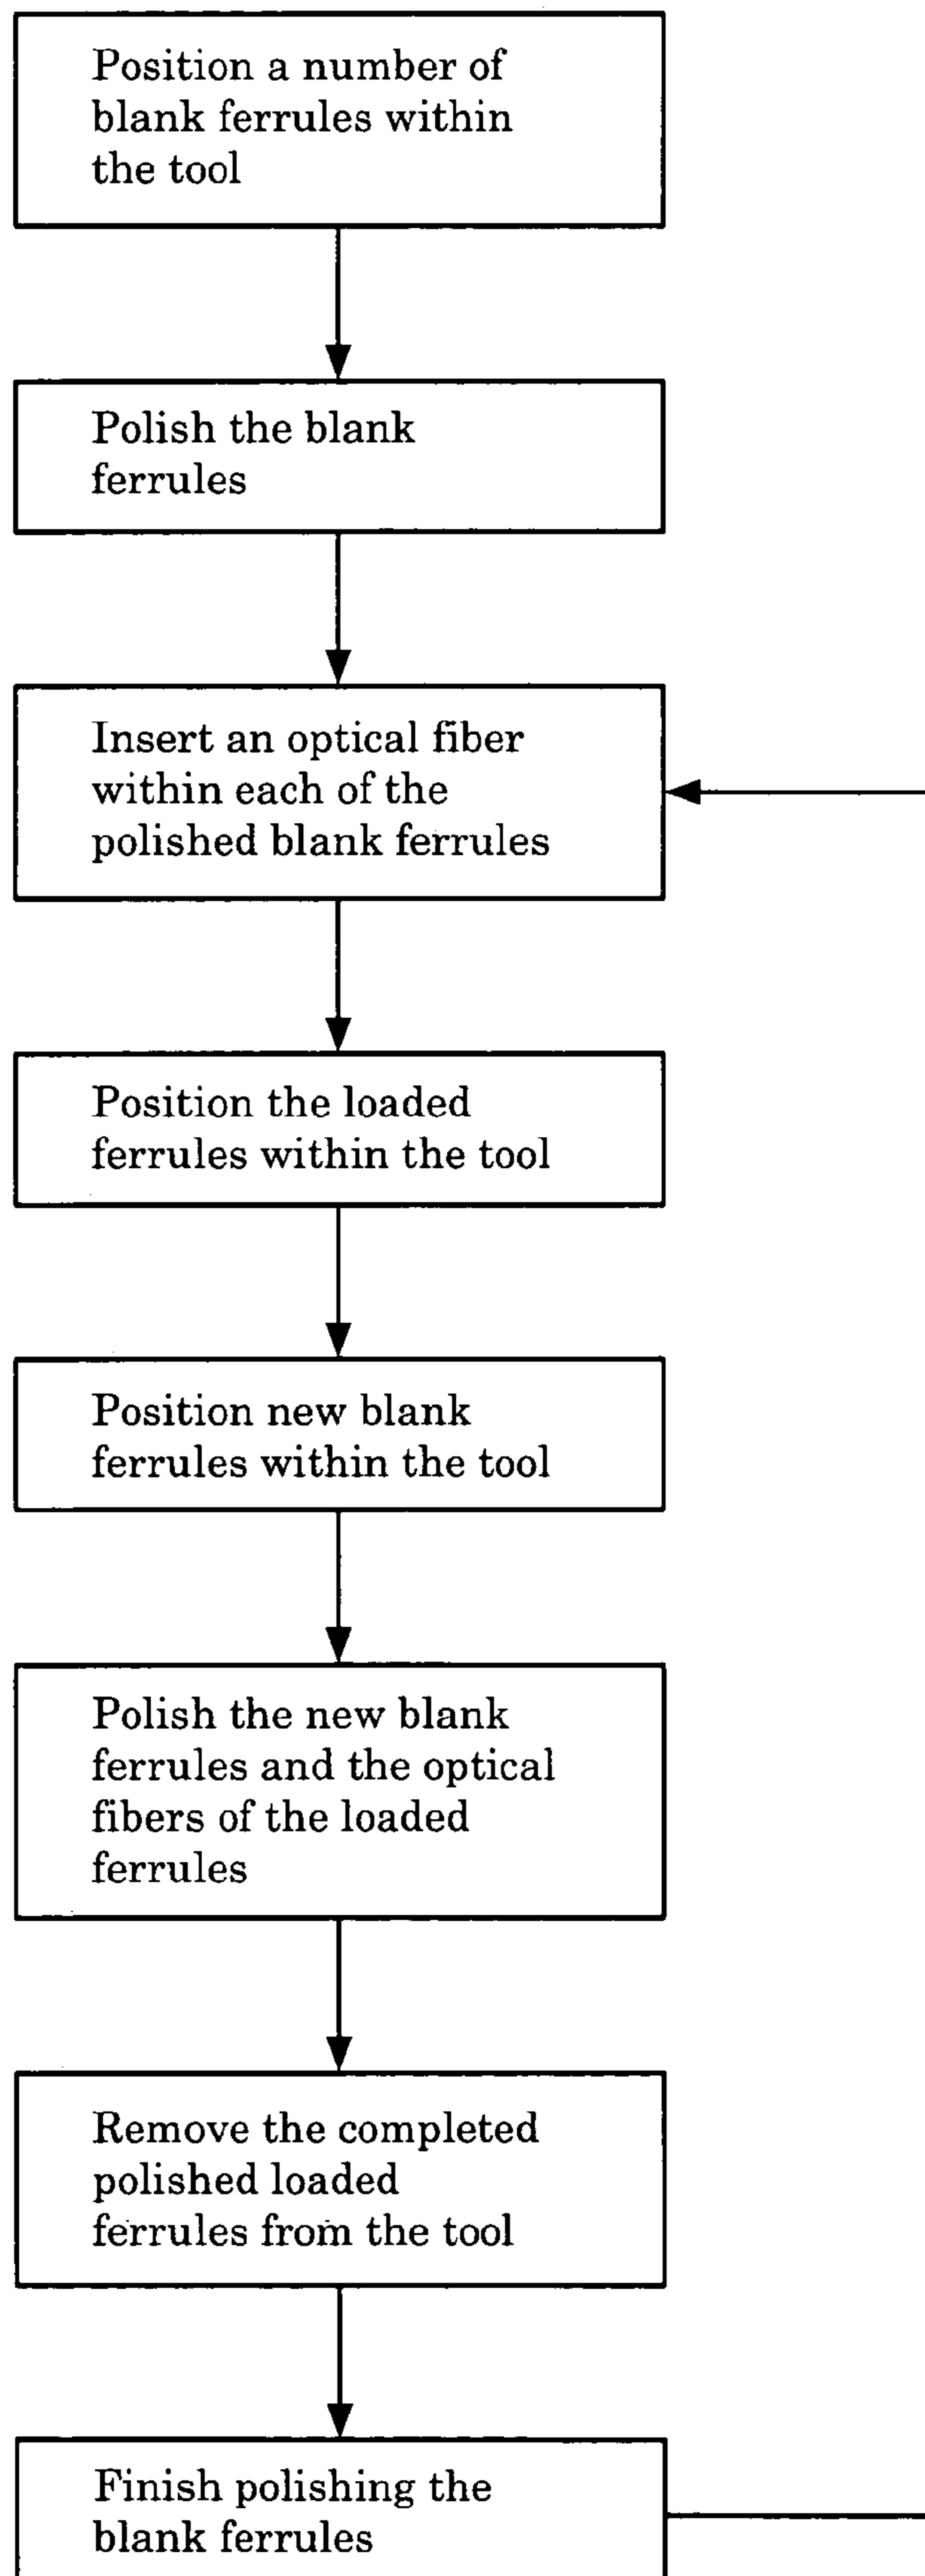 Position a number of
blank ferrules within
the tool
Polish the blank
ferrules
Insert an optical fiber
within each of the
polished blank ferrules
Position the loaded
ferrules within the tool
Position new blank
ferrules within the tool
Polish the new blank
ferrules and the optical
fibers of the loaded
ferrules
Remove the completed
polished loaded
ferrules from the tool
Finish polishing the
blank ferrules